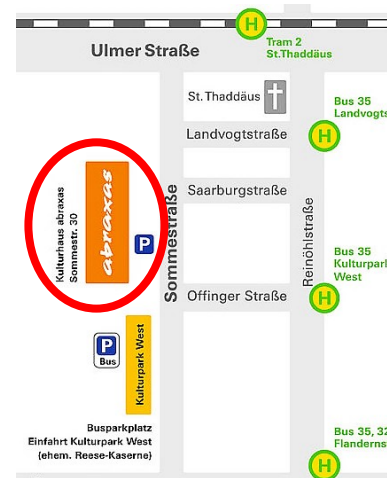 H
Tram 2
St.Thaddäus
Ulmer Straße
St. Thaddäus
Bus 35
Landvogts
H
Landvogtstraße
Saarburgstraße
Kulturhaus abraxas
Sommestr. 30
abraxas
P
Sommestraße
Reinöhlstraße
Bus 35
Kulturpark
West
H
Offinger Straße
P
Bus
Kulturpark West
Busparkplatz
Einfahrt Kulturpark West
(ehem. Reese-Kaserne)
Bus 35, 32
Flanderns
H